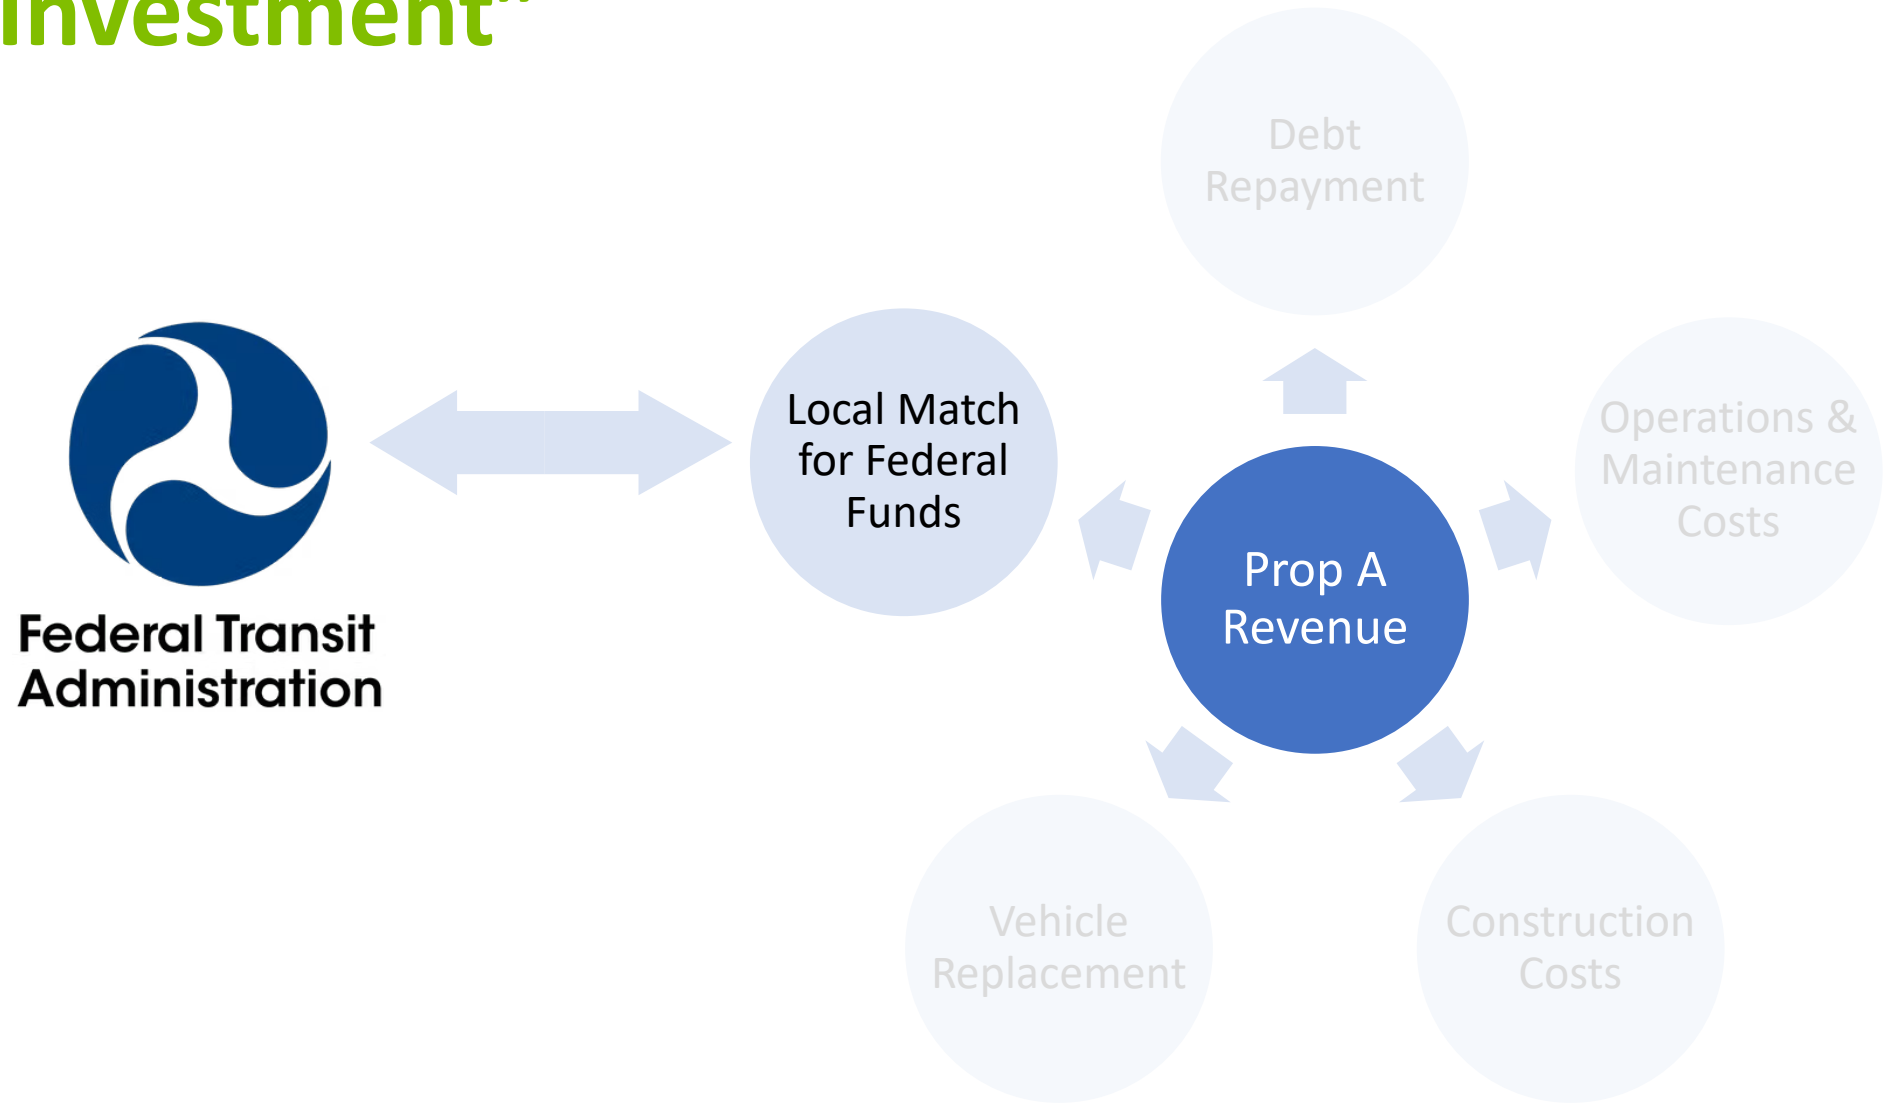 Investment"
Debt
Repayment
Local Match
for Federal
Funds
Operations &
Maintenance
Costs
Prop A
Revenue
Federal Transit
Administration
Vehicle
Replacement
Construction
Costs